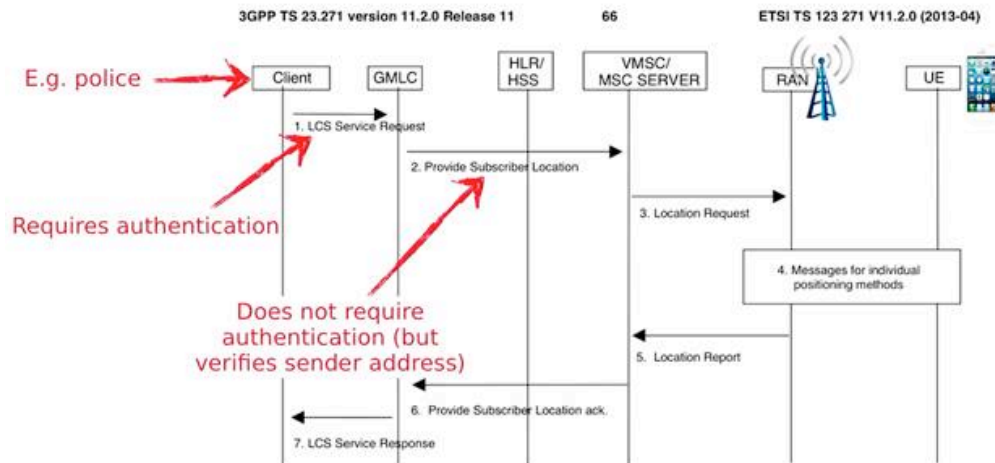 3GPP TS 23.271 version 11.2.0 Release 11
66
ETSI TS 123 271 V11.2.0 (2013-04)
E.g. police
Client
GMLC
HLR/
HSS
VMSC/
MSC SERVER
RAN
UE
1. LCS Service Request
2. Provide Subscriber Location
Requires authentication
3. Location Request
4. Messages for individual
positioning methods
Does not require
authentication (but
verifies sender address)
5. Location Report
6. Provide Subscriber Location ack.
7. LCS Service Response